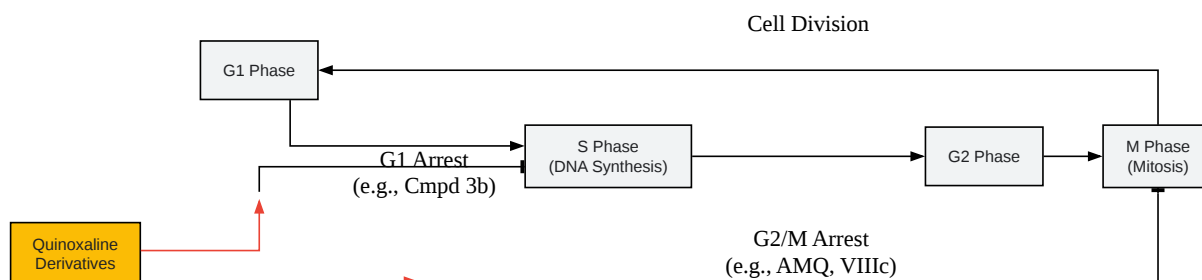 Cell Division
G1 Phase
S Phase
(DNA Synthesis)
G2 Phase
M Phase
(Mitosis)
G1 Arrest
(e.g., Cmpd 3b)
Quinoxaline
Derivatives
G2/M Arrest
(e.g., AMQ, VIIIc)